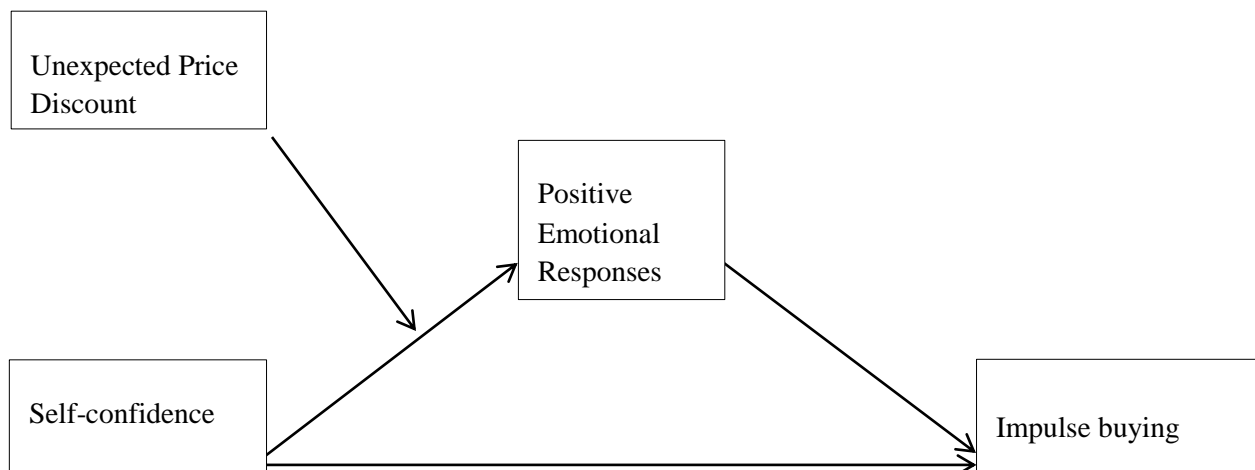 Unexpected Price
Discount
Positive
Emotional
Responses
Self-confidence
Impulse buying